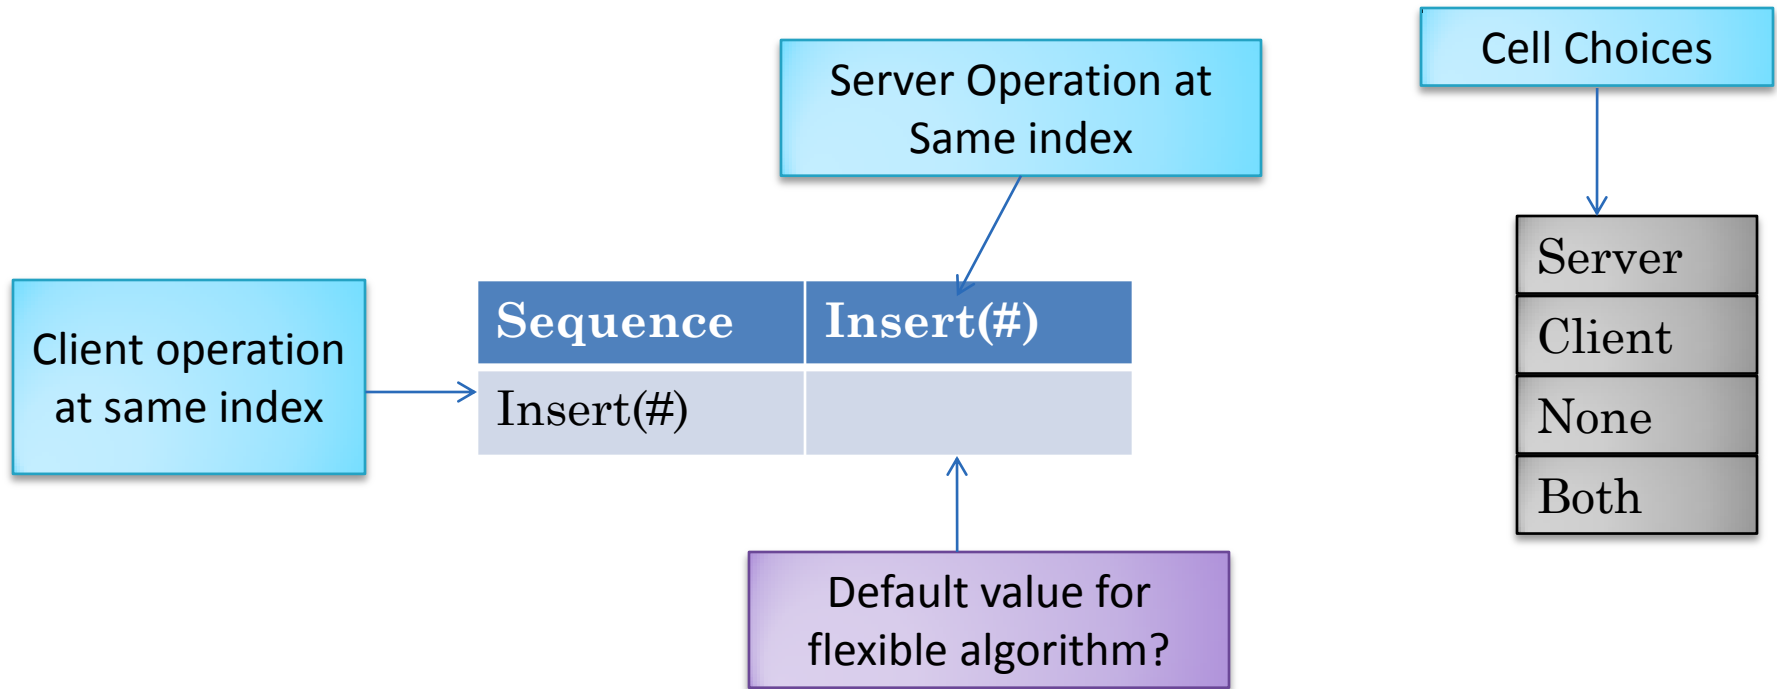 Cell Choices
Server Operation at
Same index
Server
Client
None
Both
Client operation
at same index
Sequence
Insert(#)
Insert(#)
Default value for
flexible algorithm?